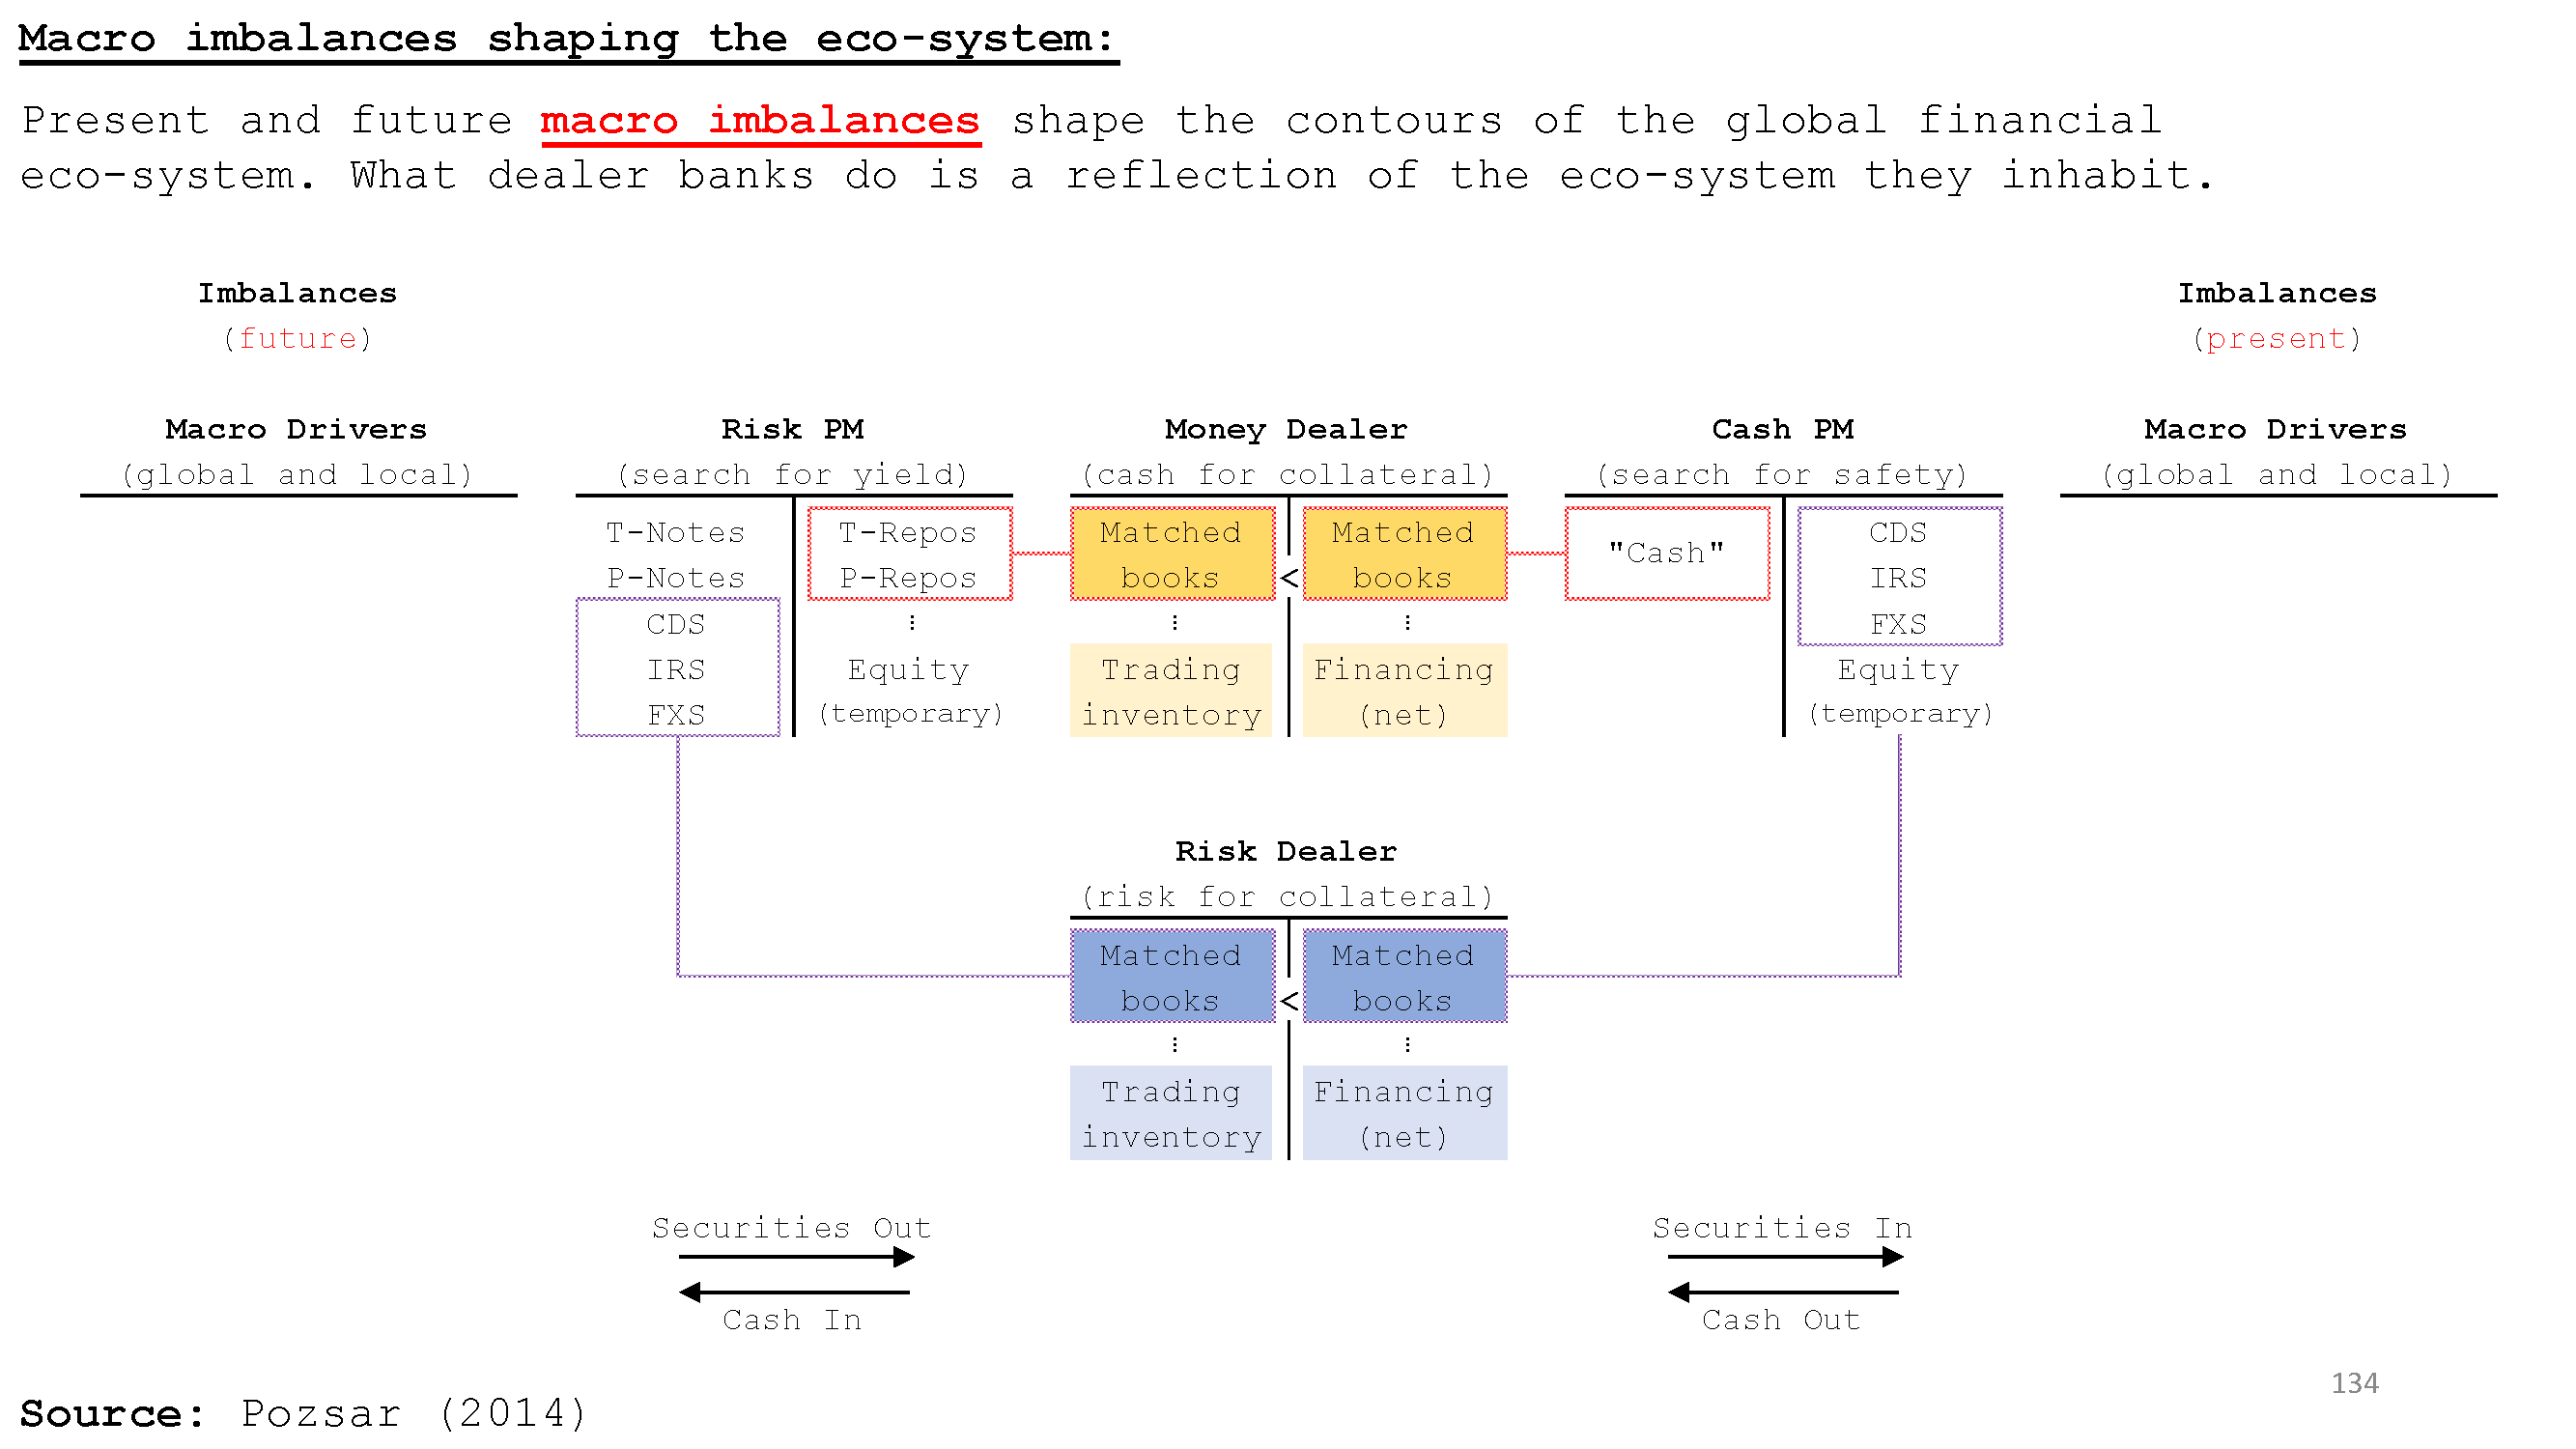 Macro imbalances shaping the eco-system:
Present and future macro imbalances shape the contours of the global financial
eco-system. What dealer banks do is a reflection of the eco-system they inhabit.
Imbalances
(future)
Imbalances
(present)
Macro Drivers
(global and local)
Risk PM
(search for yield)
Money Dealer
(cash for collateral)
Cash PM
(search for safety)
Macro Drivers
(global and local)
T-Notes
P-Notes
CDS
IRS
FXS
T-Repos
P-Repos
⋮
Equity
(temporary)
Matched
books
⋮
Trading
inventory
<
Matched
books
⋮
Financing
(net)
"Cash"
CDS
IRS
FXS
Equity
(temporary)
Risk Dealer
(risk for collateral)
Matched
books
⋮
Trading
inventory
<
Matched
books
⋮
Financing
(net)
Securities Out
Cash In
Securities In
Cash Out
134
Source: Pozsar (2014)